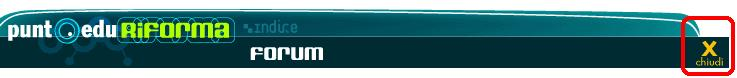 punto.edu Riforma indice
Forum
x
chiudi